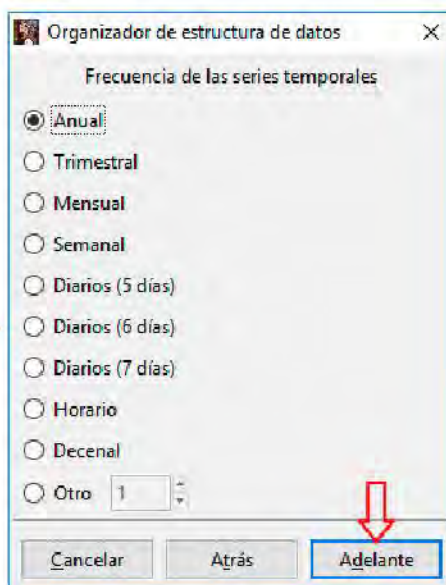 Organizador de estructura de datos
Frecuencia de las series temporales
Anual
Trimestral
Mensual
Semanal
Diarios (5 días)
Diarios (6 días)
Diarios (7 días)
Horario
Decenal
Otro 1
Cancelar Atrás Adelante